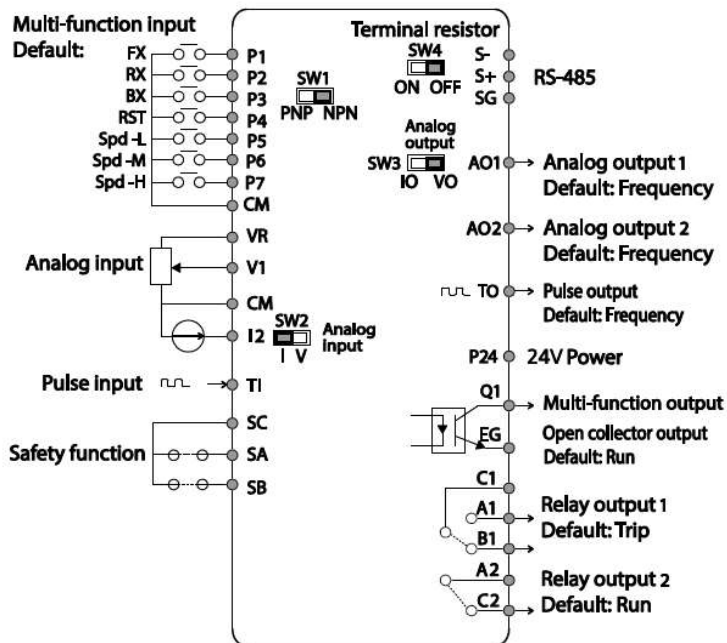 Multi-function input
Default:
FX
P1
RX
P2
BX
P3
RST
P4
Spd -L
P5
Spd -M
P6
Spd -H
P7
CM
SW1
PNP NPN
VR
Analog input
V1
CM
I2
SW2
I V
Analog
input
Pulse input
TI
SC
Safety function
SA
SB
Terminal resistor
SW4
ON OFF
S-
S+
SG
RS-485
Analog
output
SW3
IO VO
AO1
Analog output 1
Default: Frequency
AO2
Analog output 2
Default: Frequency
TO
Pulse output
Default: Frequency
P24
24V Power
Q1
Multi-function output
EG
Open collector output
Default: Run
C1
A1
Relay output 1
B1
Default: Trip
A2
Relay output 2
C2
Default: Run